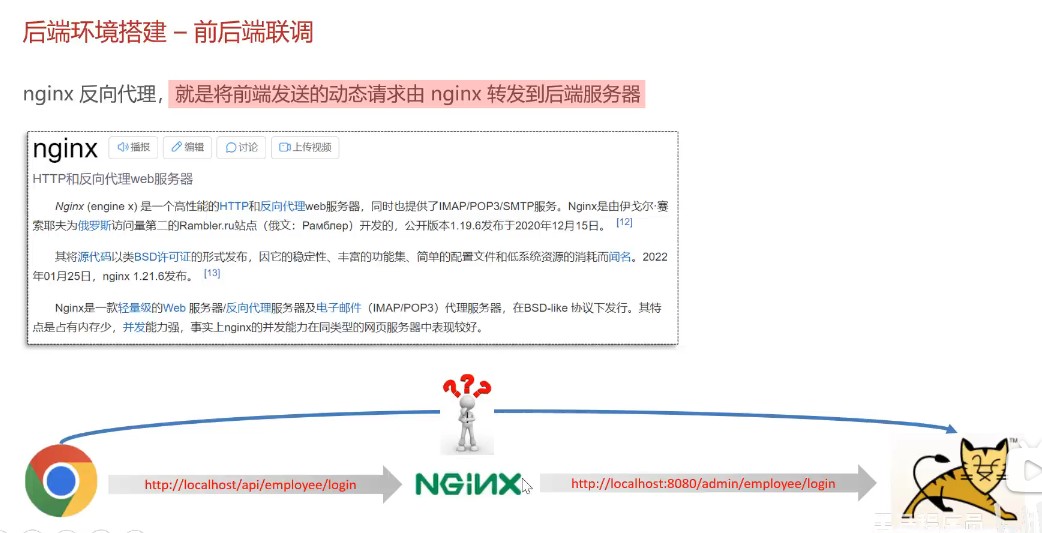 后端环境搭建 – 前后端联调
nginx 反向代理，就是将前端发送的动态请求由 nginx 转发到后端服务器
nginx 播报 编辑 讨论 上传视频
HTTP和反向代理web服务器
Nginx (engine x) 是一个高性能的HTTP和反向代理web服务器，同时也提供了IMAP/POP3/SMTP服务。Nginx是由伊戈尔·赛
索耶夫为俄罗斯访问量第二的Rambler.ru站点（俄文：Рамблер）开发的，公开版本1.19.6发布于2020年12月15日。 [12]
其将源代码以类BSD许可证的形式发布，因它的稳定性、丰富的功能集、简单的配置文件和低系统资源的消耗而闻名。2022
年01月25日，nginx 1.21.6发布。 [13]
Nginx是一款轻量级的Web 服务器/反向代理服务器及电子邮件（IMAP/POP3）代理服务器，在BSD-like 协议下发行。其特
点是占有内存少，并发能力强，事实上nginx的并发能力在同类型的网页服务器中表现较好。
???
http://localhost/api/employee/login
NGINX
http://localhost:8080/admin/employee/login
TM